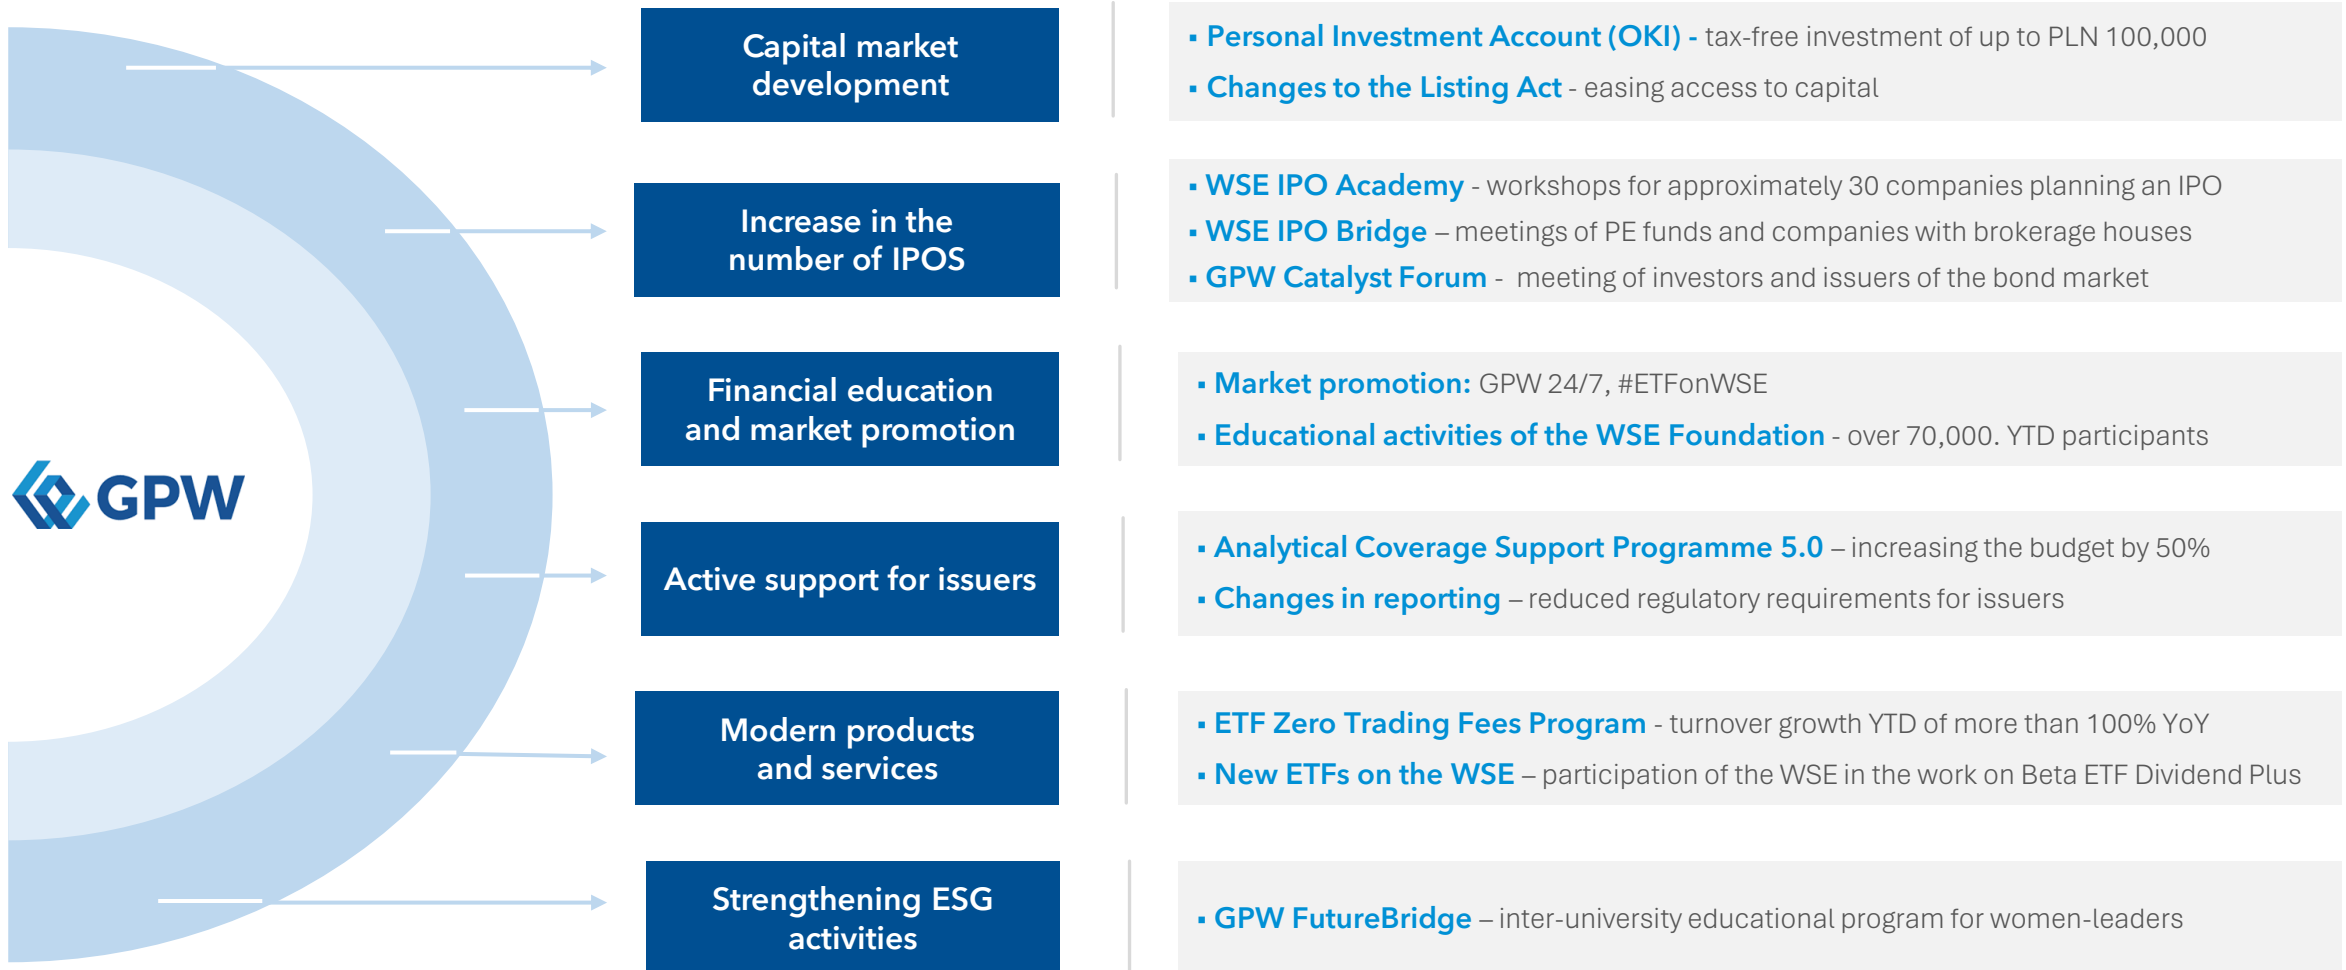 Capital market
development
▪ Personal Investment Account (OKI) - tax-free investment of up to PLN 100,000
▪ Changes to the Listing Act - easing access to capital
Increase in the
number of IPOS
▪ WSE IPO Academy - workshops for approximately 30 companies planning an IPO
▪ WSE IPO Bridge – meetings of PE funds and companies with brokerage houses
▪ GPW Catalyst Forum - meeting of investors and issuers of the bond market
Financial education
and market promotion
▪ Market promotion: GPW 24/7, #ETFonWSE
▪ Educational activities of the WSE Foundation - over 70,000. YTD participants
GPW
Active support for issuers
▪ Analytical Coverage Support Programme 5.0 – increasing the budget by 50%
▪ Changes in reporting – reduced regulatory requirements for issuers
Modern products
and services
▪ ETF Zero Trading Fees Program - turnover growth YTD of more than 100% YoY
▪ New ETFs on the WSE – participation of the WSE in the work on Beta ETF Dividend Plus
Strengthening ESG
activities
▪ GPW FutureBridge – inter-university educational program for women-leaders